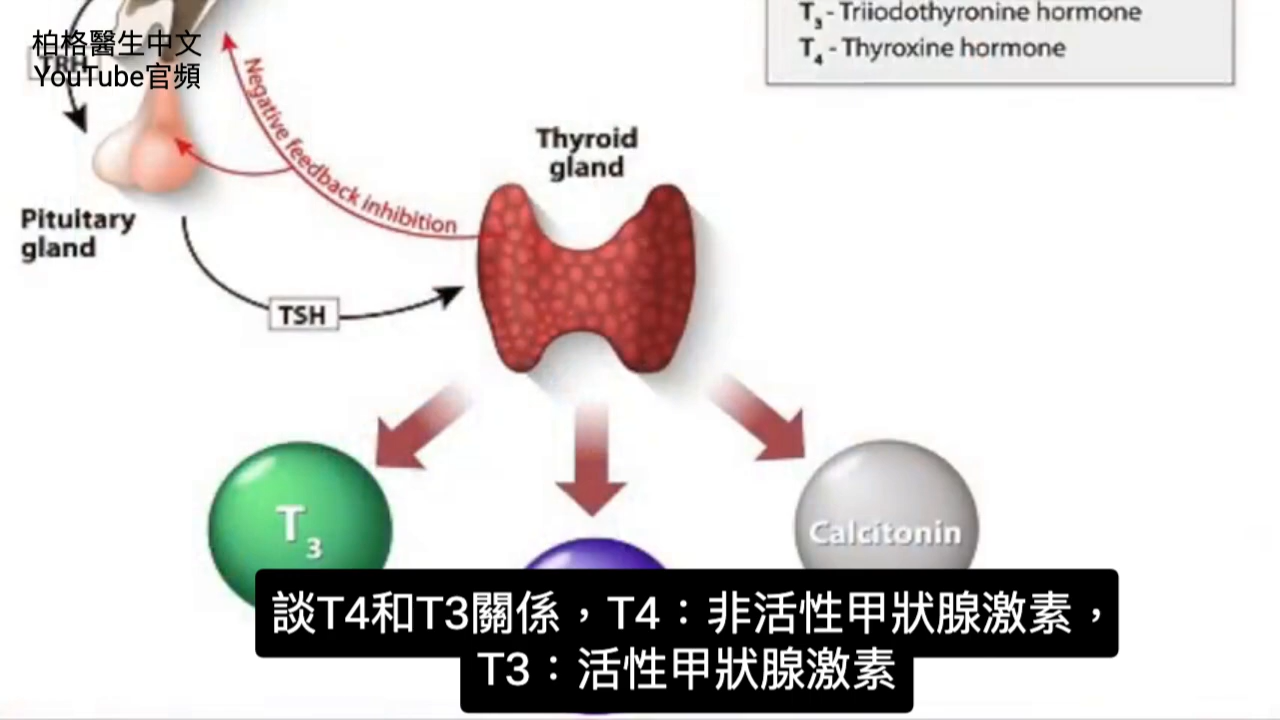 T3 - Triiodothyronine hormone
T4 - Thyroxine hormone
柏格醫生中文
YouTube官頻
TRH
Negative feedback inhibition
Thyroid
gland
Pituitary
gland
TSH
T3
Calcitonin
談T4和T3關係，T4：非活性甲狀腺激素，
T3：活性甲狀腺激素